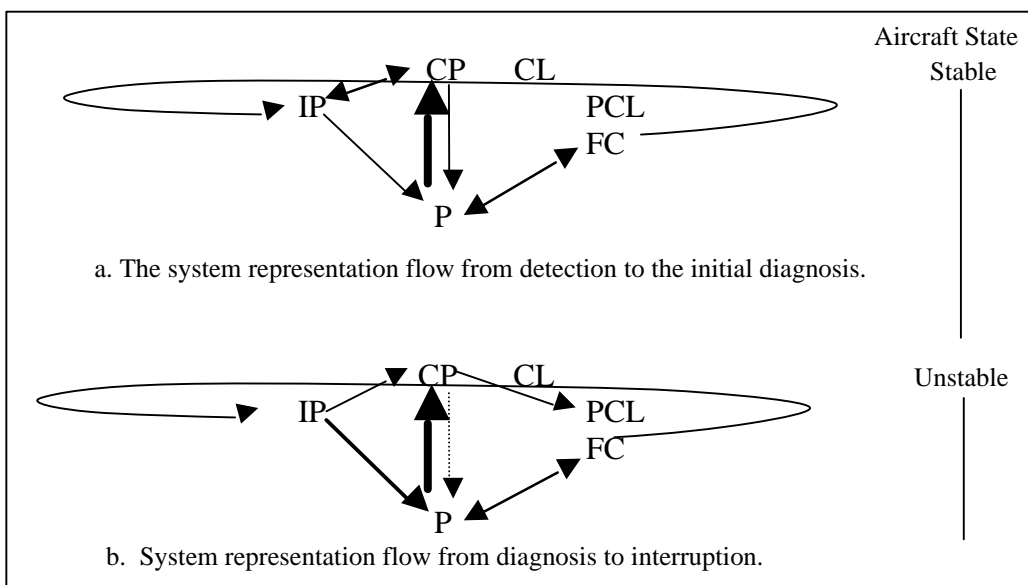 Aircraft State
Stable
CP CL
IP PCL
FC
P
a. The system representation flow from detection to the initial diagnosis.
Unstable
CP CL
IP PCL
FC
P
b. System representation flow from diagnosis to interruption.